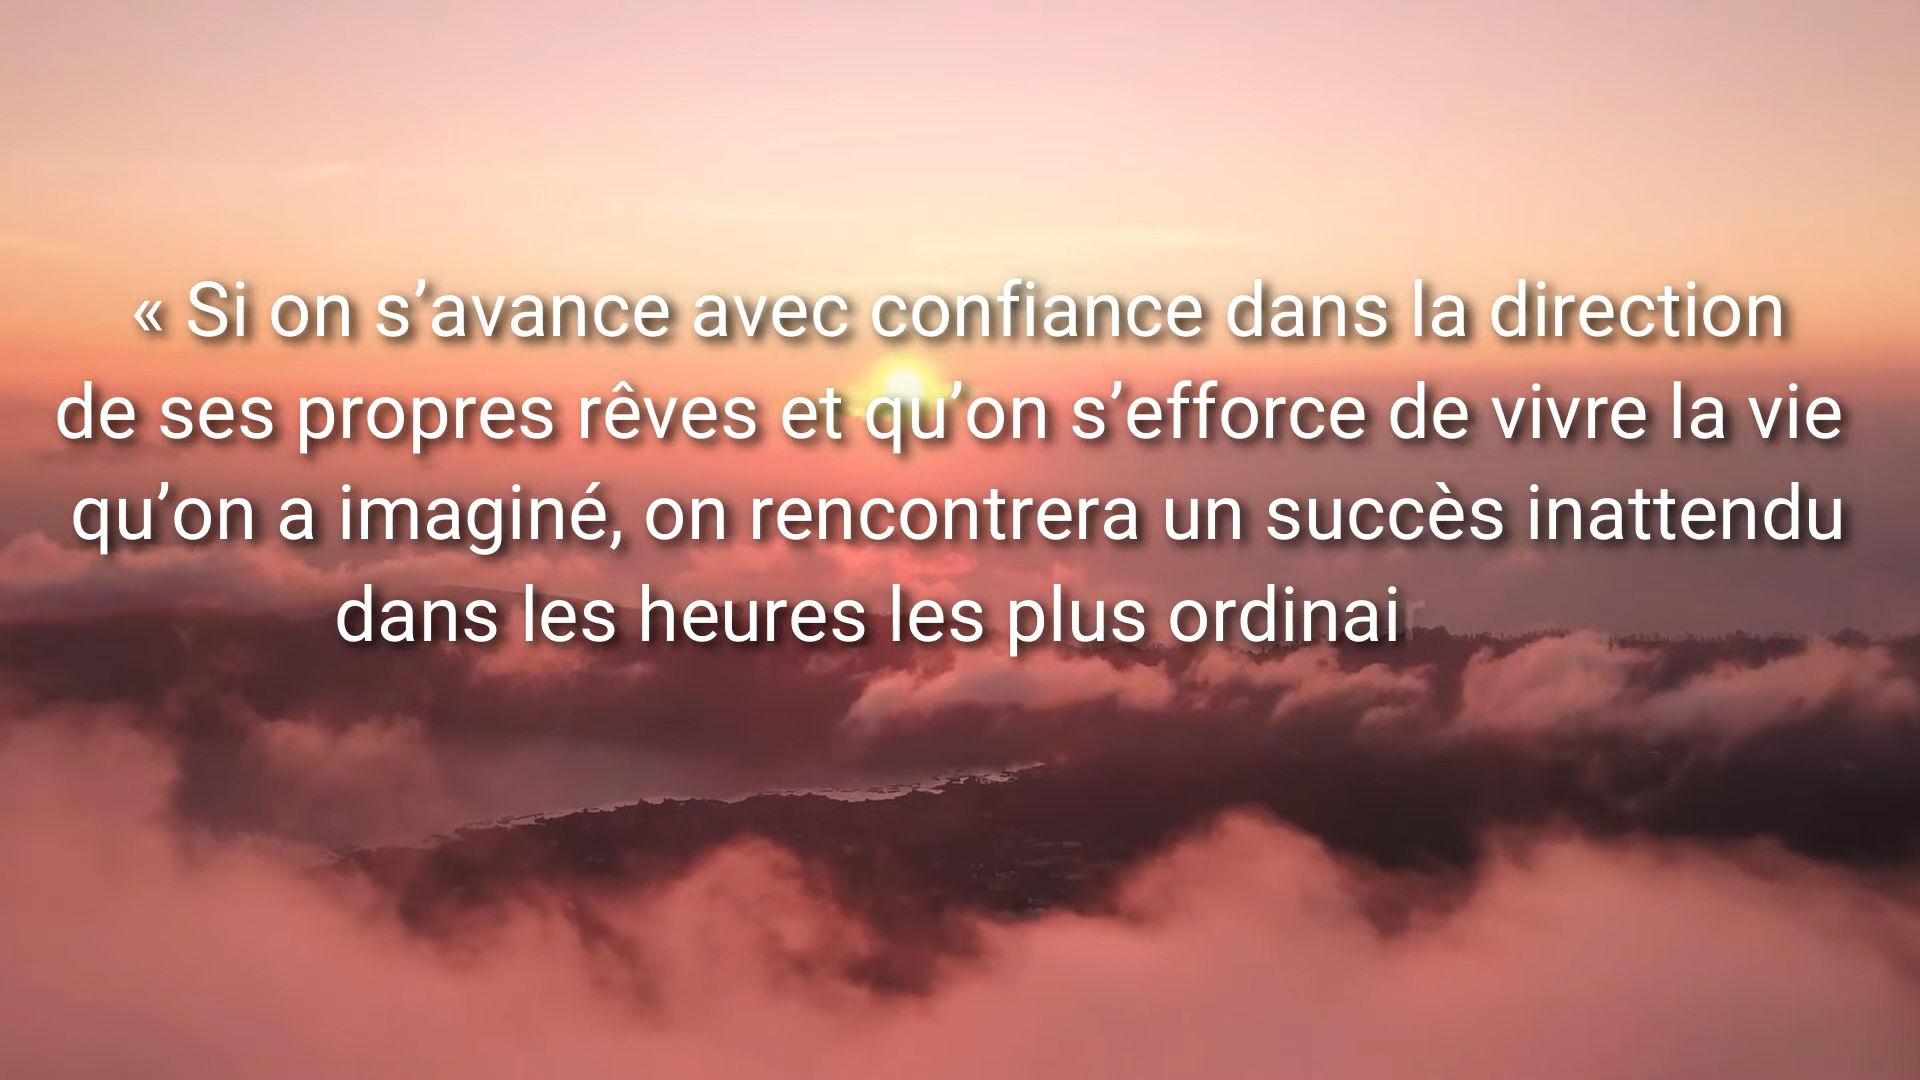 « Si on s’avance avec confiance dans la direction
de ses propres rêves et qu’on s’efforce de vivre la vie
qu’on a imaginé, on rencontrera un succès inattendu
dans les heures les plus ordinai